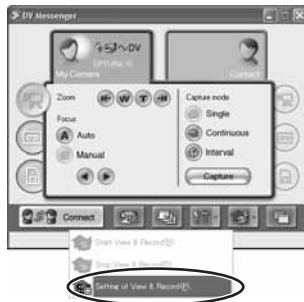 DV Messenger
DV
My Camera
Contact
Zoom
W T
Focus
A Auto
Manual
Capture mode
Single
Continuous
Interval
Capture
Connect
Start View & Record
Stop View & Record
Setting of View & Record